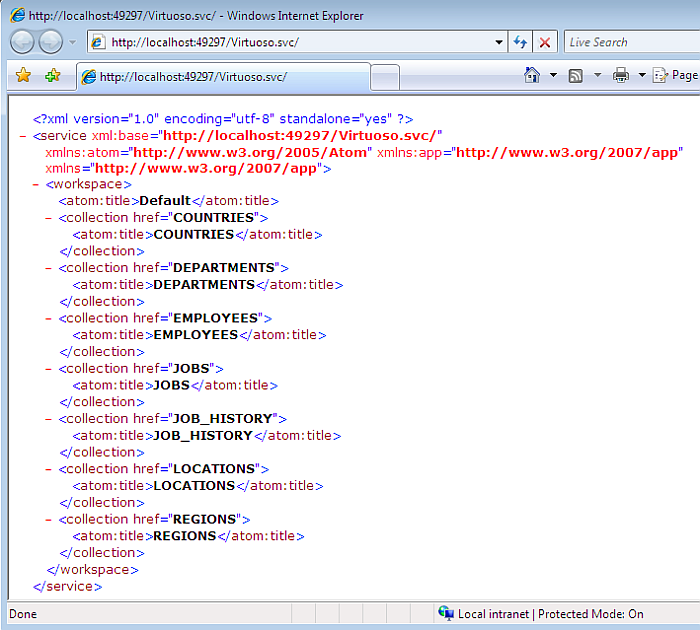 http://localhost:49297/Virtuoso.svc/ - Windows Internet Explorer
http://localhost:49297/Virtuoso.svc/
Live Search
http://localhost:49297/Virtuoso.svc/
Page
<?xml version="1.0" encoding="utf-8" standalone="yes" ?>
- <service xml:base="http://localhost:49297/Virtuoso.svc/"
xmlns:atom="http://www.w3.org/2005/Atom" xmlns:app="http://www.w3.org/2007/app"
xmlns="http://www.w3.org/2007/app">
- <workspace>
<atom:title>Default</atom:title>
- <collection href="COUNTRIES">
<atom:title>COUNTRIES</atom:title>
</collection>
- <collection href="DEPARTMENTS">
<atom:title>DEPARTMENTS</atom:title>
</collection>
- <collection href="EMPLOYEES">
<atom:title>EMPLOYEES</atom:title>
</collection>
- <collection href="JOBS">
<atom:title>JOBS</atom:title>
</collection>
- <collection href="JOB_HISTORY">
<atom:title>JOB_HISTORY</atom:title>
</collection>
- <collection href="LOCATIONS">
<atom:title>LOCATIONS</atom:title>
</collection>
- <collection href="REGIONS">
<atom:title>REGIONS</atom:title>
</collection>
</workspace>
</service>
Done
Local intranet | Protected Mode: On